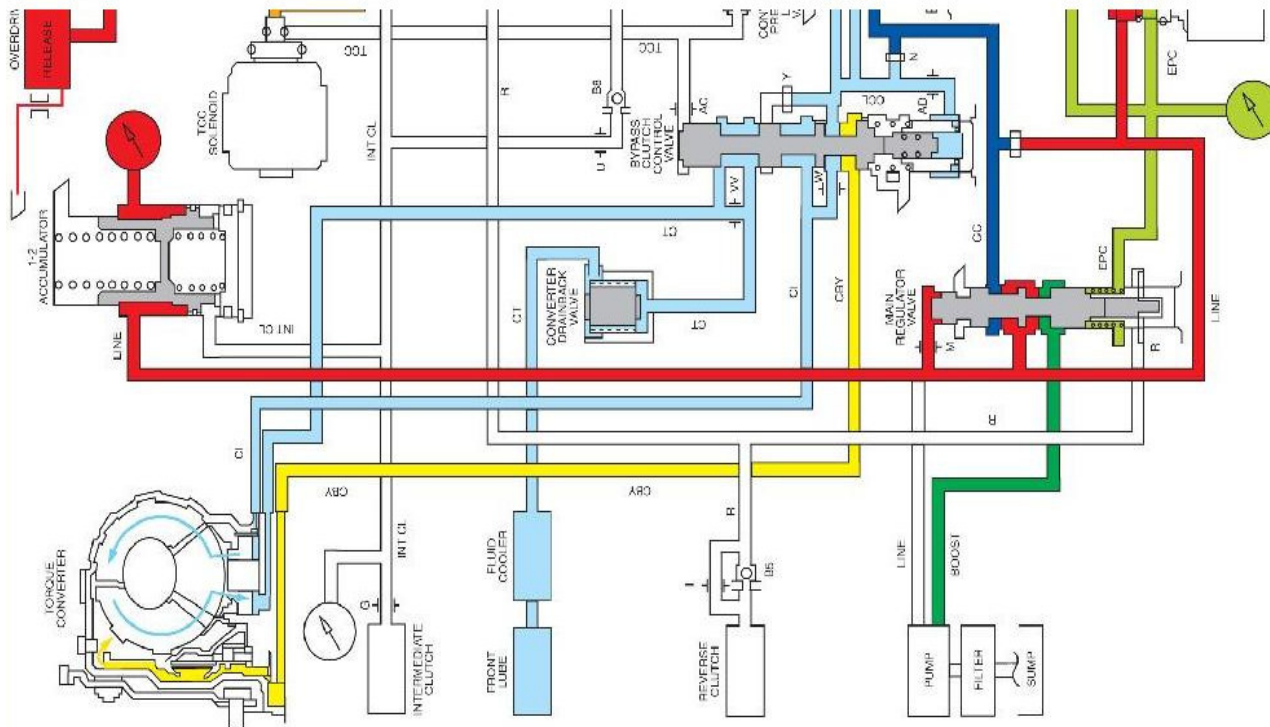 OVERDRIVE
RELEASE
TCC
SOLENOID
TCC
INT CL
R
B8
U
TCC
BYPASS
CLUTCH
CONTROL
VALVE
AC
Y
CCL
AD
N
EPC
1-2
ACCUMULATOR
LINE
INT CL
VV
CT
W
T
CI
CBY
CT
CONVERTER
DRAINBACK
VALVE
CT
CC
MAIN
REGULATOR
VALVE
M
EPC
R
LINE
CI
CBY
CBY
R
TORQUE
CONVERTER
INT CL
G
INTERMEDIATE
CLUTCH
FLUID
COOLER
FRONT
LUBE
R
I
B5
REVERSE
CLUTCH
LINE
BOOST
PUMP
FILTER
SUMP